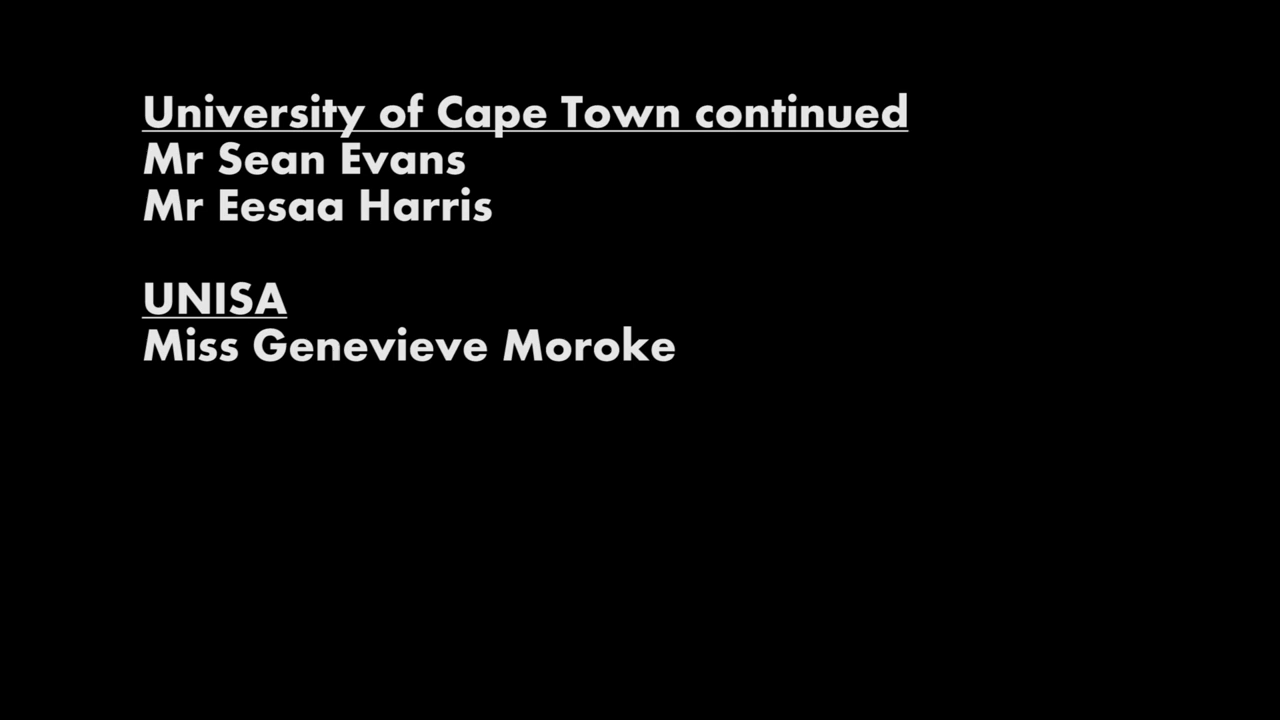 University of Cape Town continued
Mr Sean Evans
Mr Eesaa Harris
UNISA
Miss Genevieve Moroke